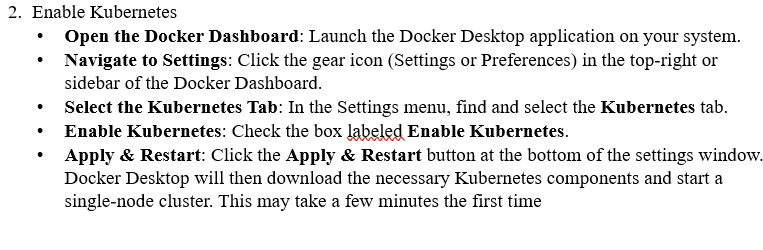 2. Enable Kubernetes
• Open the Docker Dashboard: Launch the Docker Desktop application on your system.
• Navigate to Settings: Click the gear icon (Settings or Preferences) in the top-right or
sidebar of the Docker Dashboard.
• Select the Kubernetes Tab: In the Settings menu, find and select the Kubernetes tab.
• Enable Kubernetes: Check the box labeled Enable Kubernetes.
• Apply & Restart: Click the Apply & Restart button at the bottom of the settings window.
Docker Desktop will then download the necessary Kubernetes components and start a
single-node cluster. This may take a few minutes the first time